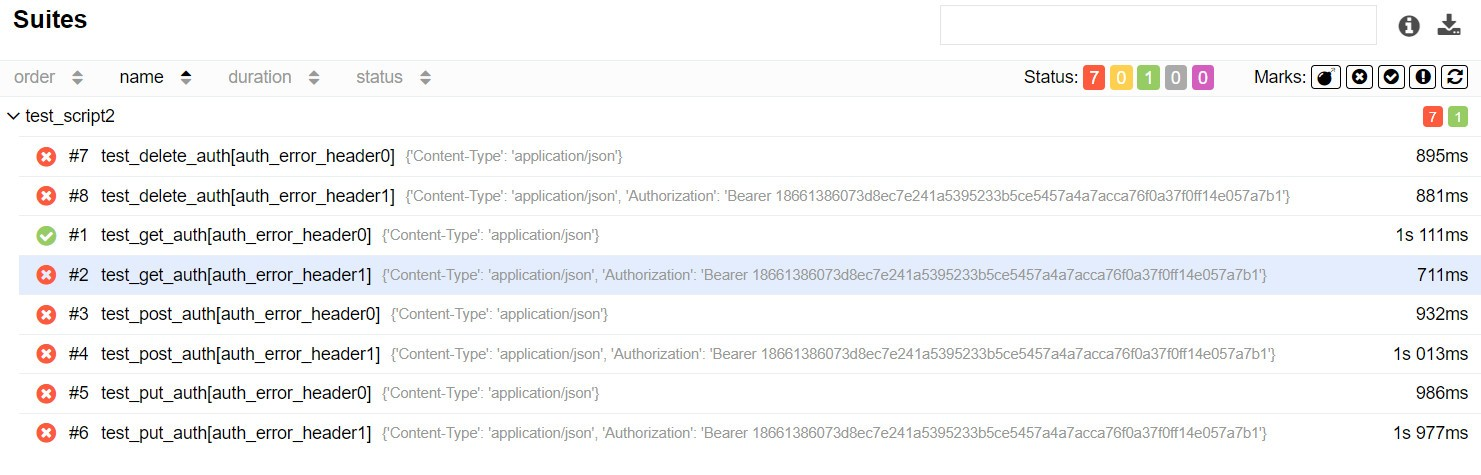 Suites
order name duration status Status: 7 0 1 0 0 Marks:
test_script2 7 1
#7 test_delete_auth[auth_error_header0] {'Content-Type': 'application/json'} 895ms
#8 test_delete_auth[auth_error_header1] {'Content-Type': 'application/json', 'Authorization': 'Bearer 18661386073d8ec7e241a5395233b5ce5457a4a7acca76f0a37f0ff14e057a7b1'} 881ms
#1 test_get_auth[auth_error_header0] {'Content-Type': 'application/json'} 1s 111ms
#2 test_get_auth[auth_error_header1] {'Content-Type': 'application/json', 'Authorization': 'Bearer 18661386073d8ec7e241a5395233b5ce5457a4a7acca76f0a37f0ff14e057a7b1'} 711ms
#3 test_post_auth[auth_error_header0] {'Content-Type': 'application/json'} 932ms
#4 test_post_auth[auth_error_header1] {'Content-Type': 'application/json', 'Authorization': 'Bearer 18661386073d8ec7e241a5395233b5ce5457a4a7acca76f0a37f0ff14e057a7b1'} 1s 013ms
#5 test_put_auth[auth_error_header0] {'Content-Type': 'application/json'} 986ms
#6 test_put_auth[auth_error_header1] {'Content-Type': 'application/json', 'Authorization': 'Bearer 18661386073d8ec7e241a5395233b5ce5457a4a7acca76f0a37f0ff14e057a7b1'} 1s 977ms